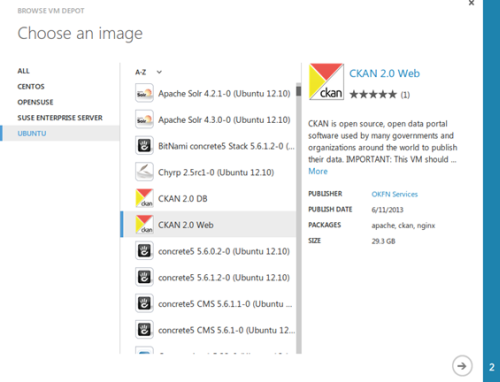 BROWSE VM DEPOT
Choose an image
ALL
CENTOS
OPENSUSE
SUSE ENTERPRISE SERVER
UBUNTU
A-Z
Apache Solr 4.2.1-0 (Ubuntu 12.10)
Apache Solr 4.3.0-0 (Ubuntu 12.10)
BitNami concrete5 Stack 5.6.1.2-0 (...
Chyrp 2.5rc1-0 (Ubuntu 12.10)
CKAN 2.0 DB
CKAN 2.0 Web
concrete5 5.6.0.2-0 (Ubuntu 12.10)
concrete5 5.6.1.2-0 (Ubuntu 12.10)
concrete5 CMS 5.6.1.1-0 (Ubuntu ...
concrete5 CMS 5.6.1-0 (Ubuntu 12...
ckan
CKAN 2.0 Web
(1)
CKAN is open source, open data portal
software used by many governments and
organizations around the world to publish
their data. IMPORTANT: This VM should ...
More
PUBLISHER OKFN Services
PUBLISH DATE 6/11/2013
PACKAGES apache, ckan, nginx
SIZE 29.3 GB
2